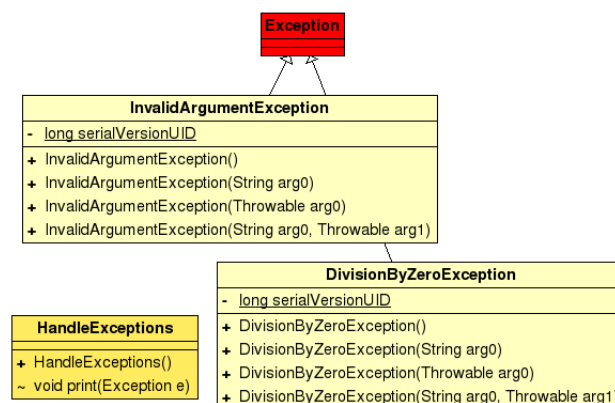 Exception
InvalidArgumentException
- long serialVersionUID
+ InvalidArgumentException()
+ InvalidArgumentException(String arg0)
+ InvalidArgumentException(Throwable arg0)
+ InvalidArgumentException(String arg0, Throwable arg1)
DivisionByZeroException
- long serialVersionUID
+ DivisionByZeroException()
+ DivisionByZeroException(String arg0)
+ DivisionByZeroException(Throwable arg0)
+ DivisionByZeroException(String arg0, Throwable arg1)
HandleExceptions
+ HandleExceptions()
~ void print(Exception e)